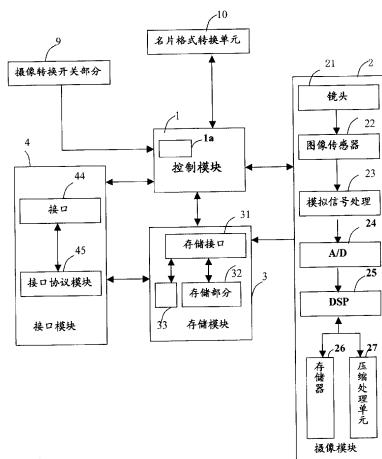 10
9
名片格式转换单元
摄像转换开关部分
21
2
镜头
1
22
4
1a
图像传感器
44
控制模块
23
接口
31
模拟信号处理
24
存储接口
A/D
45
32
25
接口协议模块
存储部分
3
DSP
33
接口模块
存储模块
26
27
存储器
压缩处理单元
摄像模块